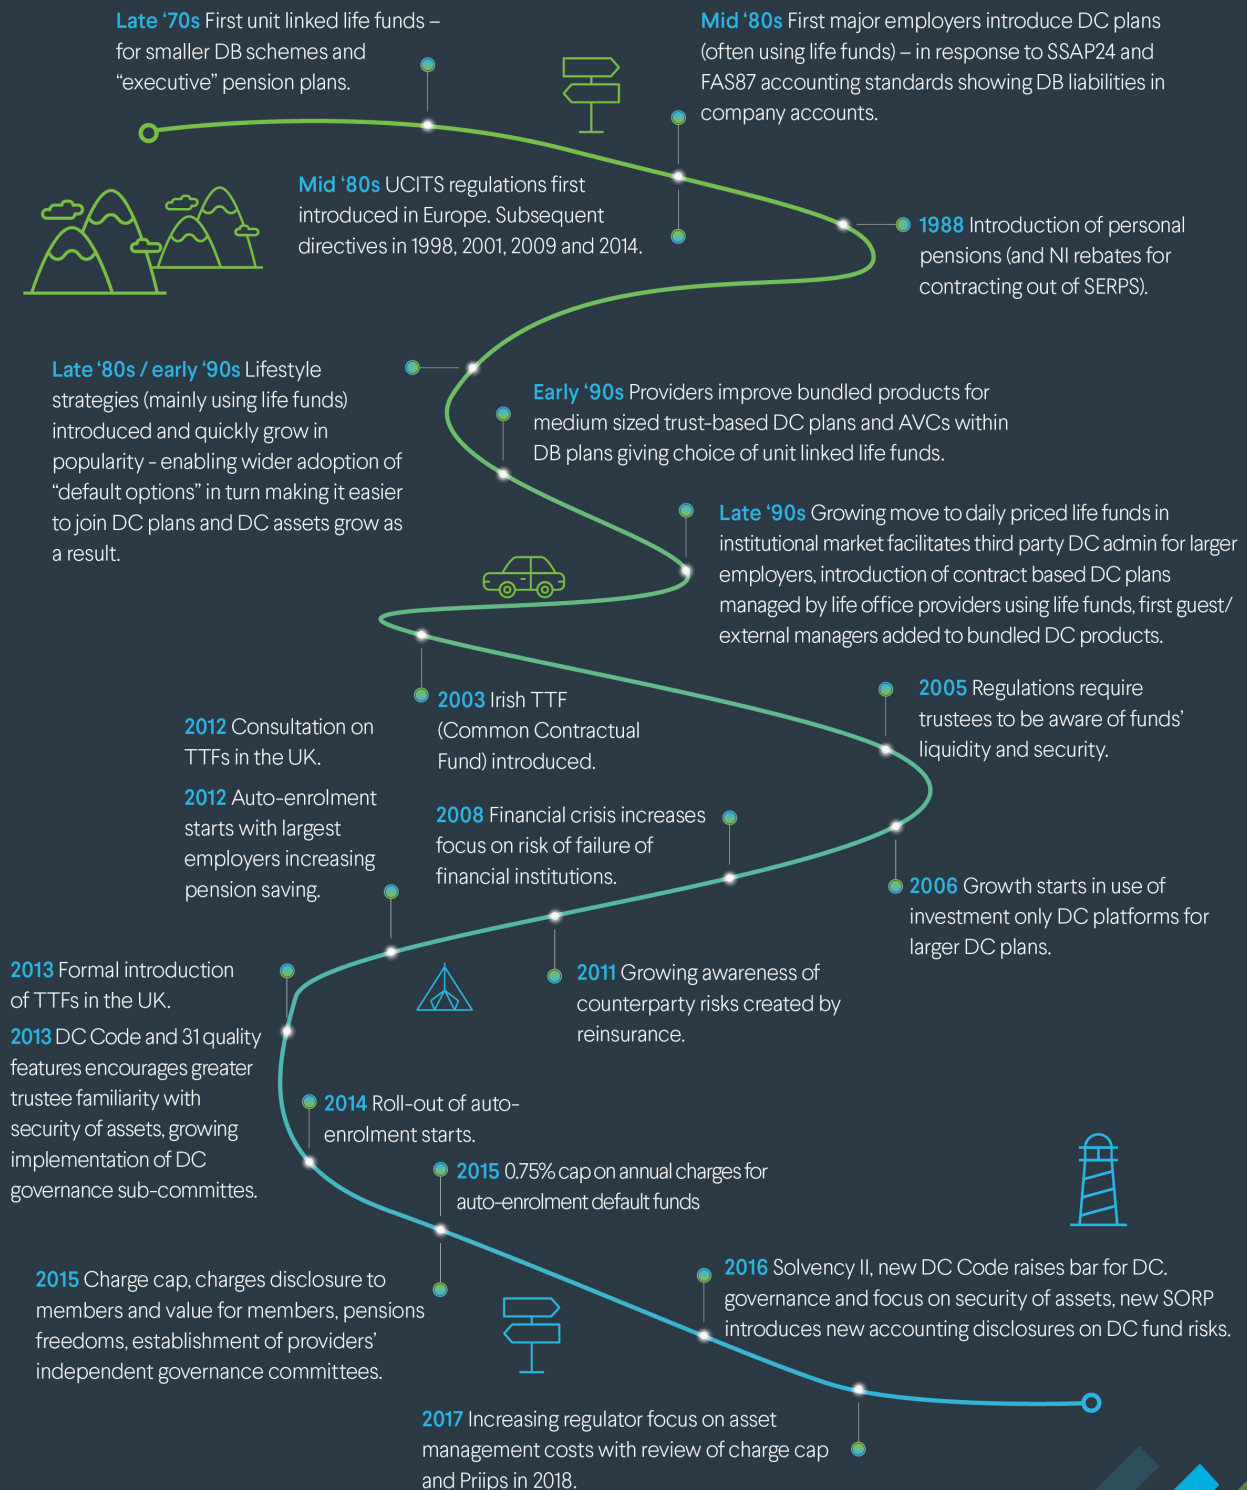 Late ‘70s First unit linked life funds –
for smaller DB schemes and
“executive” pension plans.
Mid ‘80s First major employers introduce DC plans
(often using life funds) – in response to SSAP24 and
FAS87 accounting standards showing DB liabilities in
company accounts.
Mid ‘80s UCITS regulations first
introduced in Europe. Subsequent
directives in 1998, 2001, 2009 and 2014.
1988 Introduction of personal
pensions (and NI rebates for
contracting out of SERPS).
Late ‘80s / early ‘90s Lifestyle
strategies (mainly using life funds)
introduced and quickly grow in
popularity - enabling wider adoption of
“default options” in turn making it easier
to join DC plans and DC assets grow as
a result.
Early ‘90s Providers improve bundled products for
medium sized trust-based DC plans and AVCs within
DB plans giving choice of unit linked life funds.
Late ‘90s Growing move to daily priced life funds in
institutional market facilitates third party DC admin for larger
employers, introduction of contract based DC plans
managed by life office providers using life funds, first guest/
external managers added to bundled DC products.
2003 Irish TTF
(Common Contractual
Fund) introduced.
2005 Regulations require
trustees to be aware of funds’
liquidity and security.
2006 Growth starts in use of
investment only DC platforms for
larger DC plans.
2008 Financial crisis increases
focus on risk of failure of
financial institutions.
2011 Growing awareness of
counterparty risks created by
reinsurance.
2012 Consultation on
TTFs in the UK.
2012 Auto-enrolment
starts with largest
employers increasing
pension saving.
2013 Formal introduction
of TTFs in the UK.
2013 DC Code and 31 quality
features encourages greater
trustee familiarity with
security of assets, growing
implementation of DC
governance sub-committes.
2014 Roll-out of auto-
enrolment starts.
2015 0.75% cap on annual charges for
auto-enrolment default funds
2015 Charge cap, charges disclosure to
members and value for members, pensions
freedoms, establishment of providers’
independent governance committees.
2016 Solvency II, new DC Code raises bar for DC.
governance and focus on security of assets, new SORP
introduces new accounting disclosures on DC fund risks.
2017 Increasing regulator focus on asset
management costs with review of charge cap
and Priips in 2018.